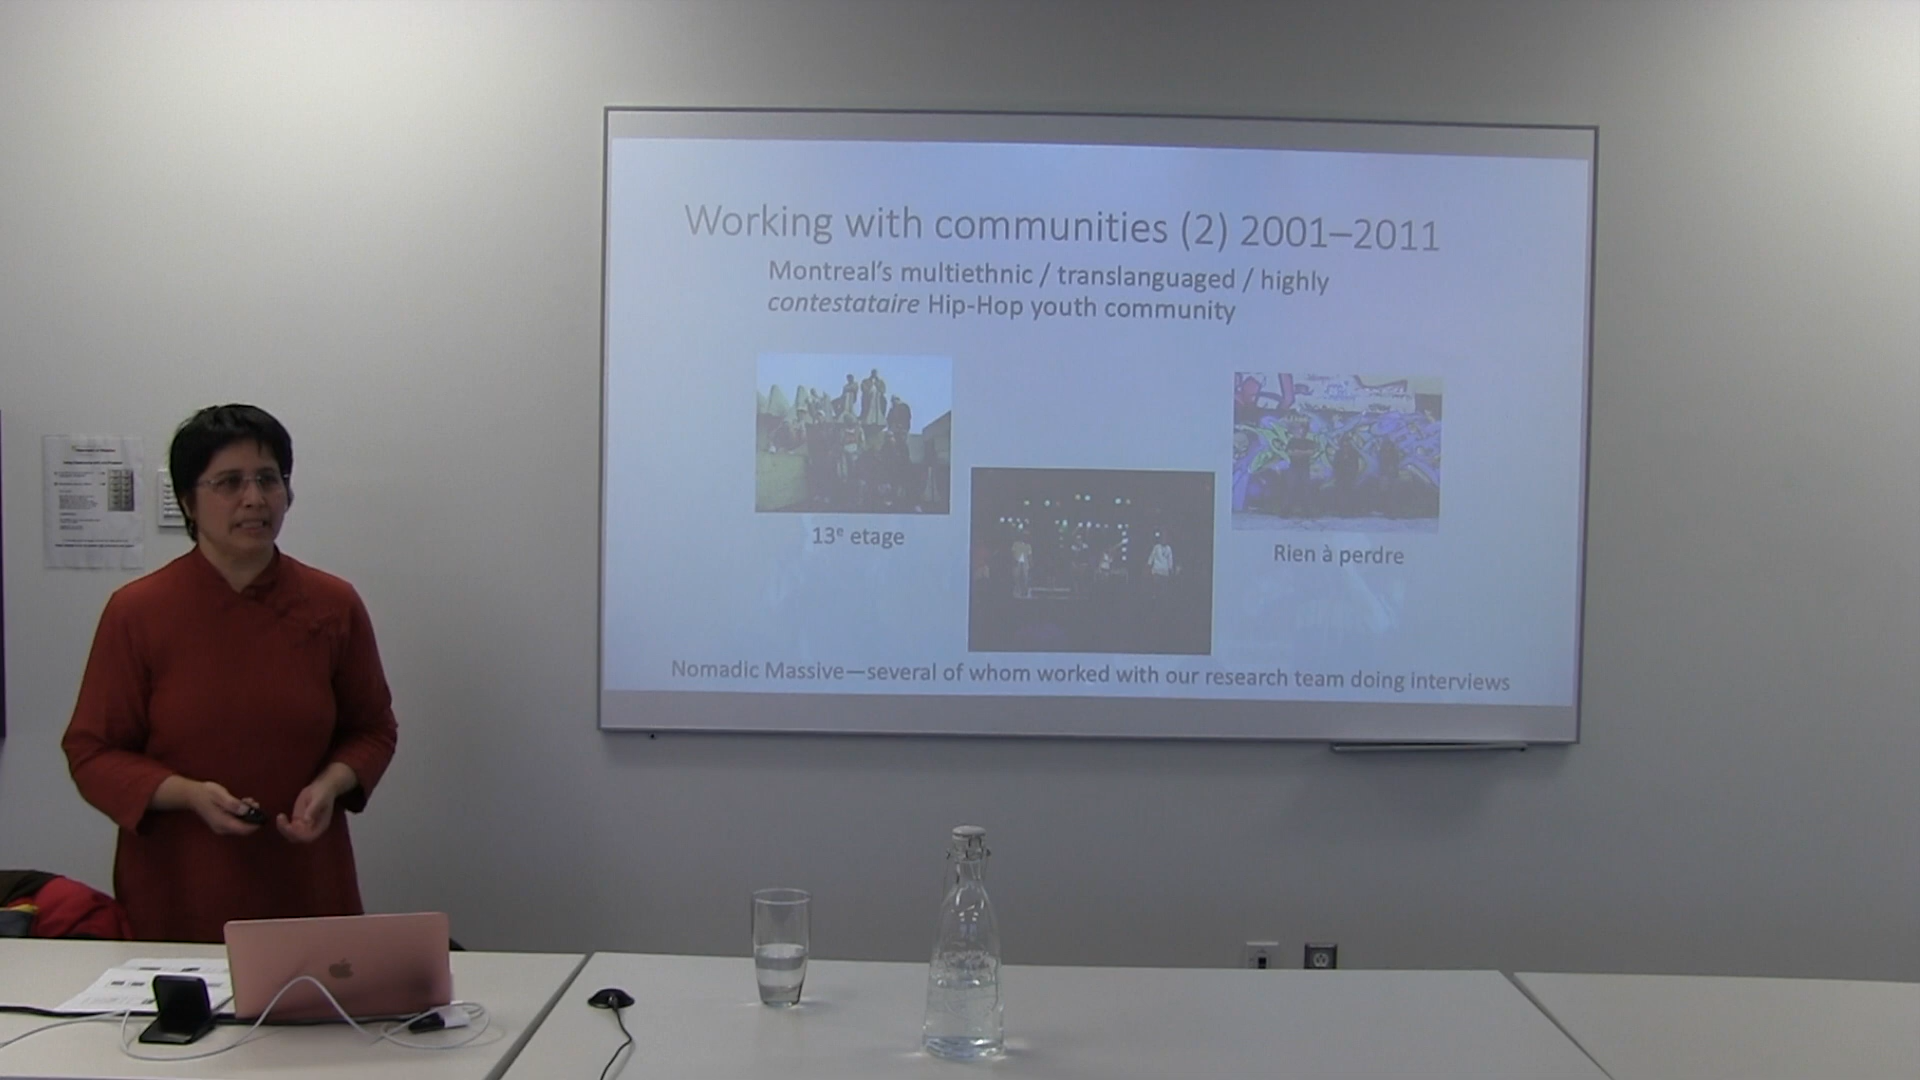 Working with communities (2) 2001–2011
Montreal's multiethnic / translanguaged / highly
contestataire Hip-Hop youth community
13e etage
Rien à perdre
Nomadic Massive—several of whom worked with our research team doing interviews